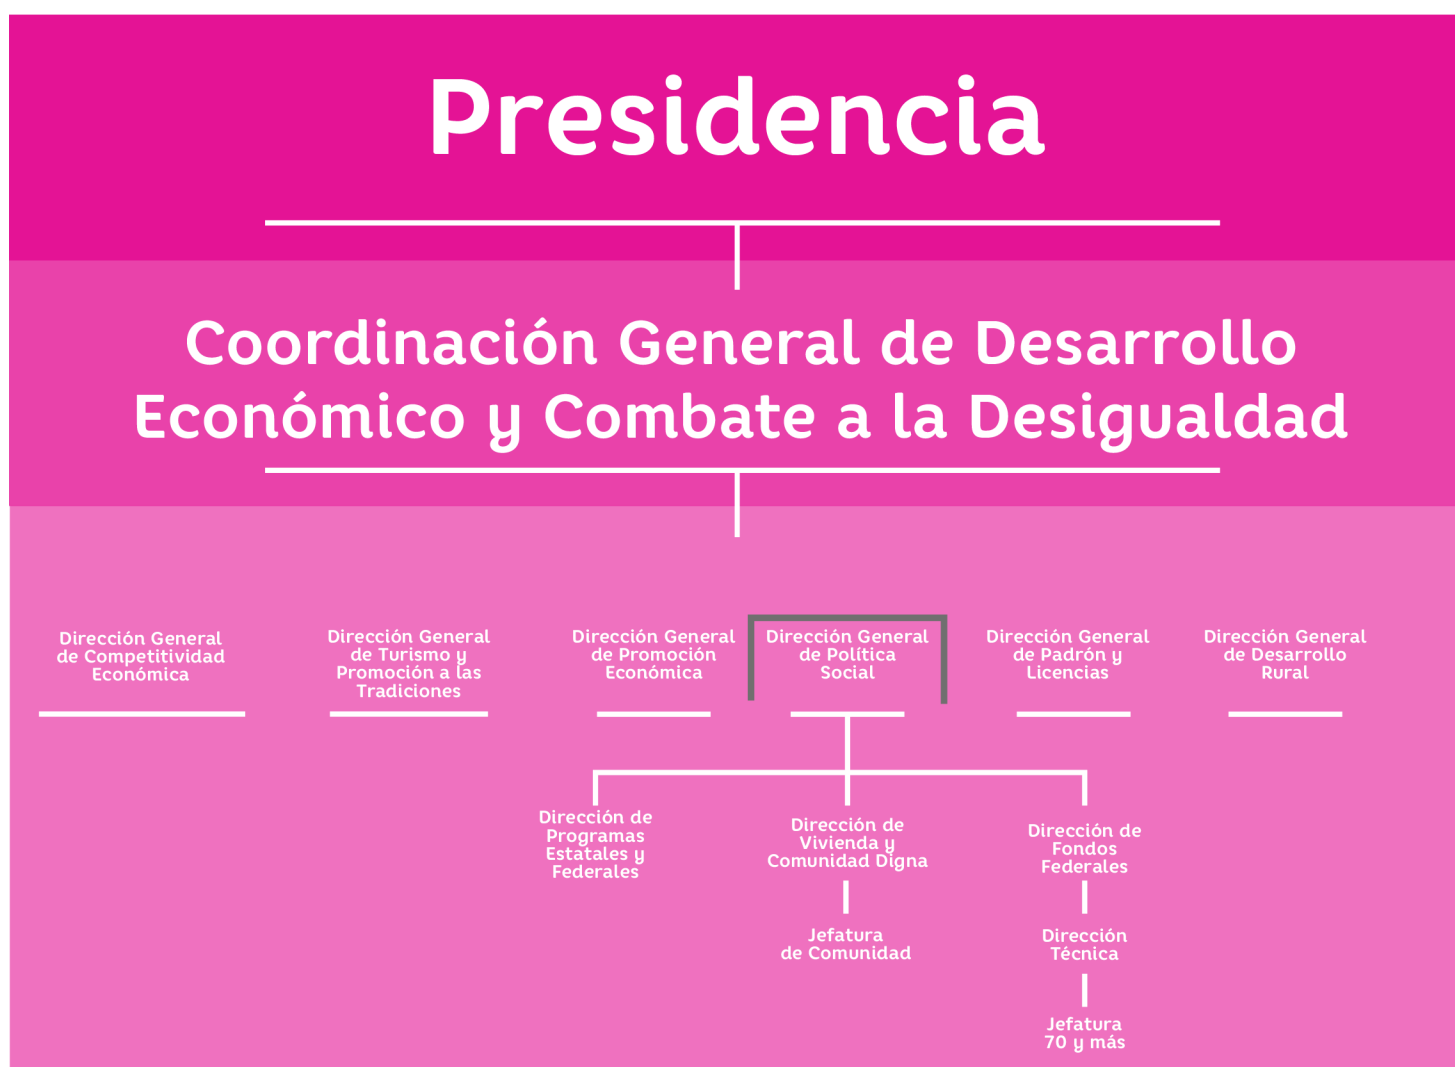 Presidencia
Coordinación General de Desarrollo
Económico y Combate a la Desigualdad
Dirección General
de Competitividad
Económica
Dirección General
de Turismo y
Promoción a las
Tradiciones
Dirección General
de Promoción
Económica
Dirección General
de Política
Social
Dirección General
de Padrón y
Licencias
Dirección General
de Desarrollo
Rural
Dirección de
Programas
Estatales y
Federales
Dirección de
Vivienda y
Comunidad Digna
Dirección de
Fondos
Federales
Jefatura
de Comunidad
Dirección
Técnica
Jefatura
70 y más